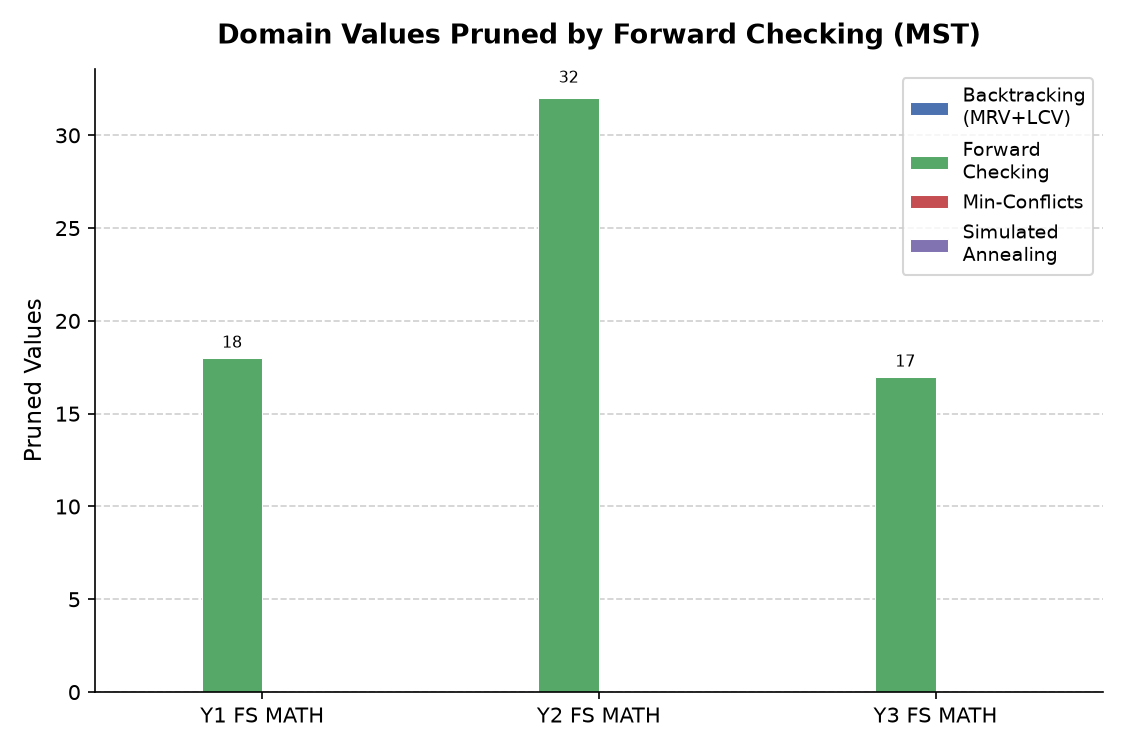 Domain Values Pruned by Forward Checking (MST)
Pruned Values
30
25
20
15
10
5
0
18
32
17
Y1 FS MATH
Y2 FS MATH
Y3 FS MATH
Backtracking
(MRV+LCV)
Forward
Checking
Min-Conflicts
Simulated
Annealing